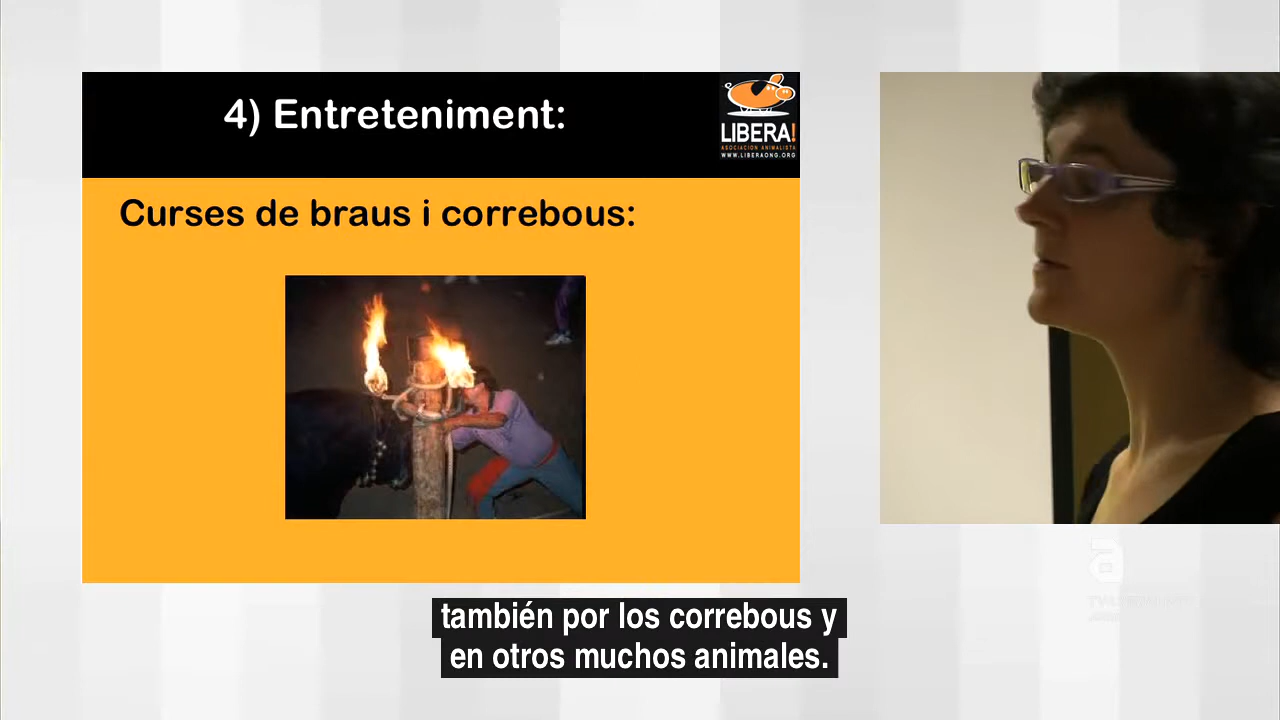 4) Entreteniment:
LIBERA!
ASOCIACION ANIMALISTA
WWW.LIBERAONG.ORG
Curses de braus i correbous:
a
también por los correbous y
en otros muchos animales.